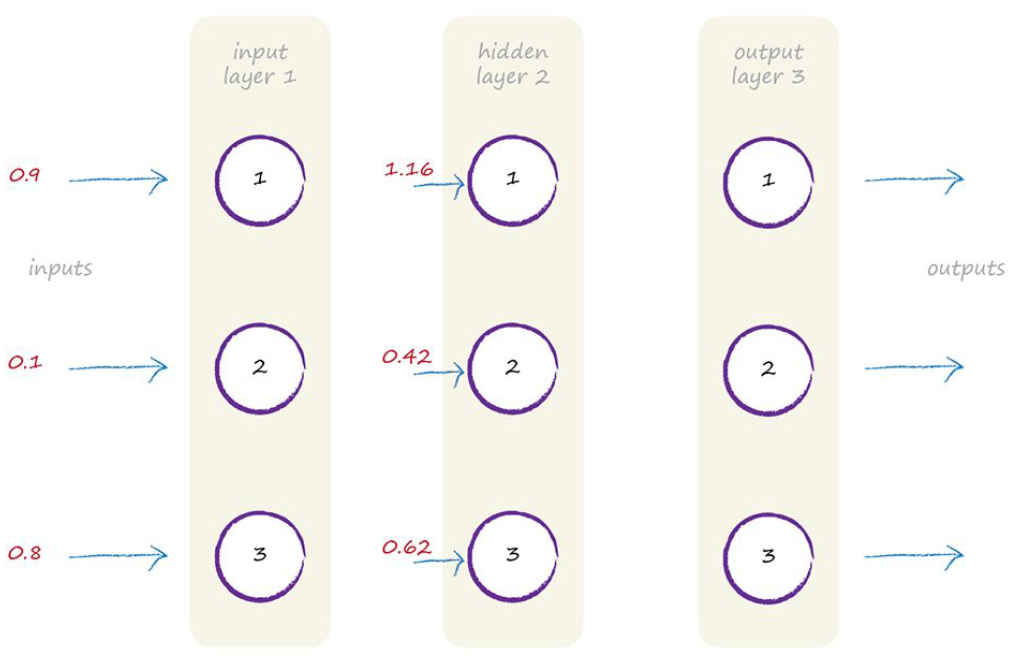 input
layer 1
hidden
layer 2
output
layer 3
0.9
1
1.16
1
1
inputs
outputs
0.1
2
0.42
2
2
0.8
3
0.62
3
3